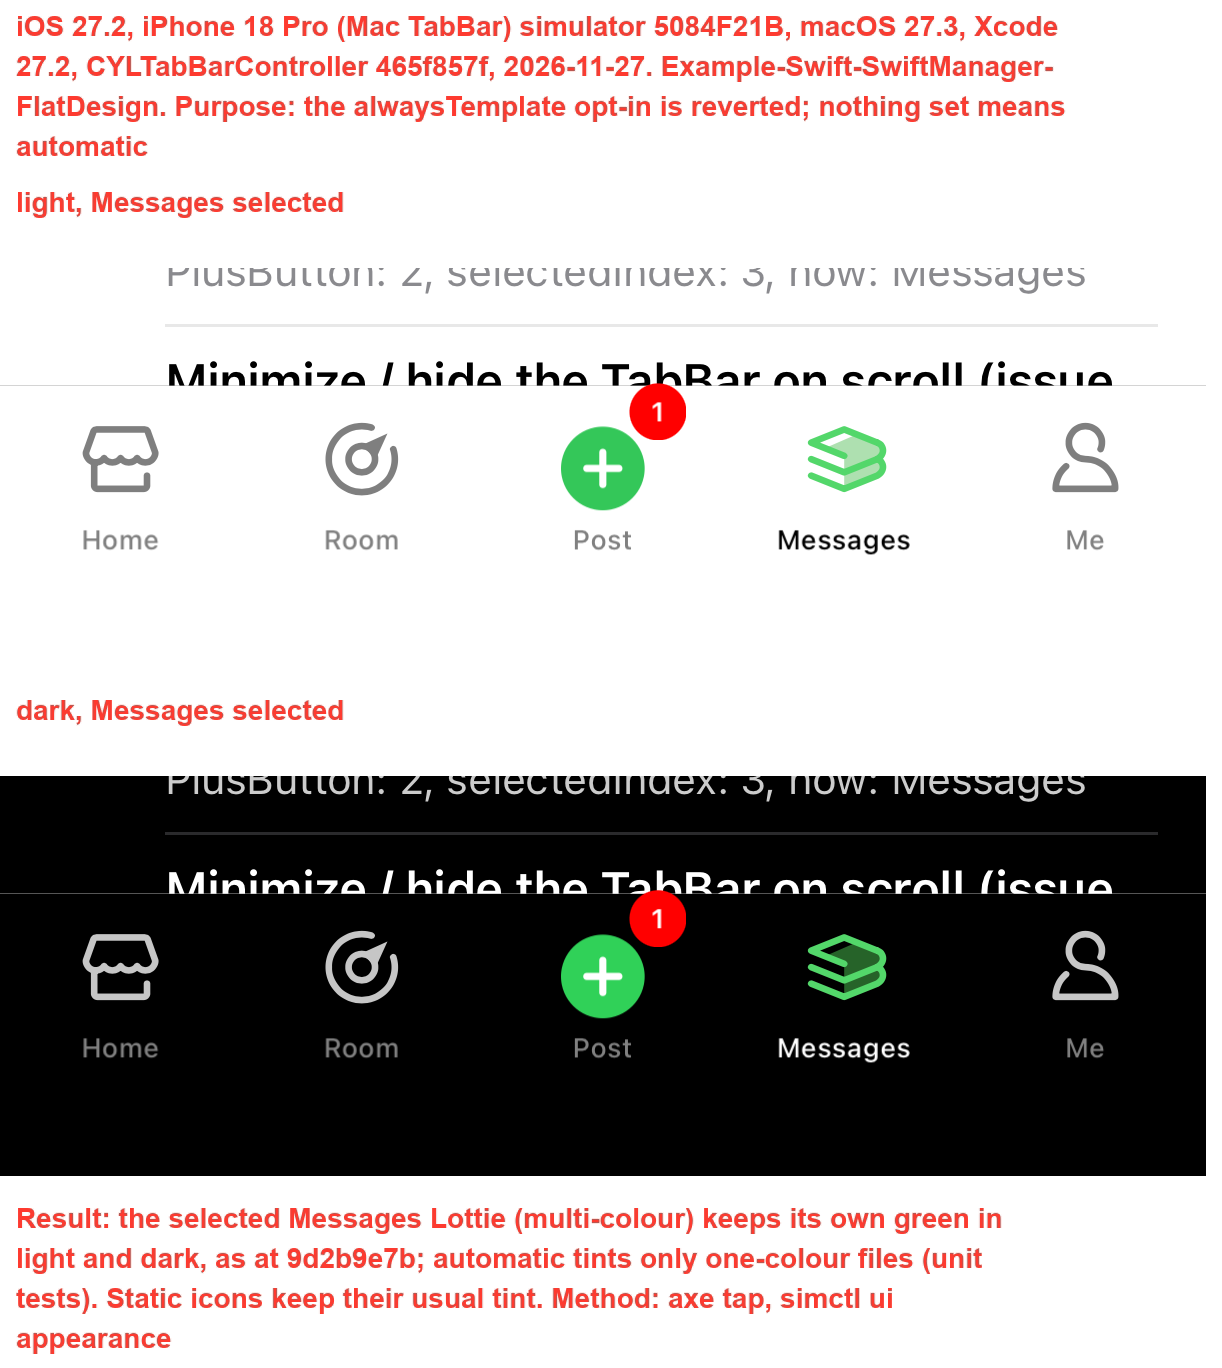 iOS 27.2, iPhone 18 Pro (Mac TabBar) simulator 5084F21B, macOS 27.3, Xcode
27.2, CYLTabBarController 465f857f, 2026-11-27. Example-Swift-SwiftManager-
FlatDesign. Purpose: the alwaysTemplate opt-in is reverted; nothing set means
automatic
light, Messages selected
PlusButton: 2, selectedIndex: 3, now: Messages
Minimize / hide the TabBar on scroll (issue
1
Home Room Post Messages Me
dark, Messages selected
PlusButton: 2, selectedIndex: 3, now: Messages
Minimize / hide the TabBar on scroll (issue
1
Home Room Post Messages Me
Result: the selected Messages Lottie (multi-colour) keeps its own green in
light and dark, as at 9d2b9e7b; automatic tints only one-colour files (unit
tests). Static icons keep their usual tint. Method: axe tap, simctl ui
appearance